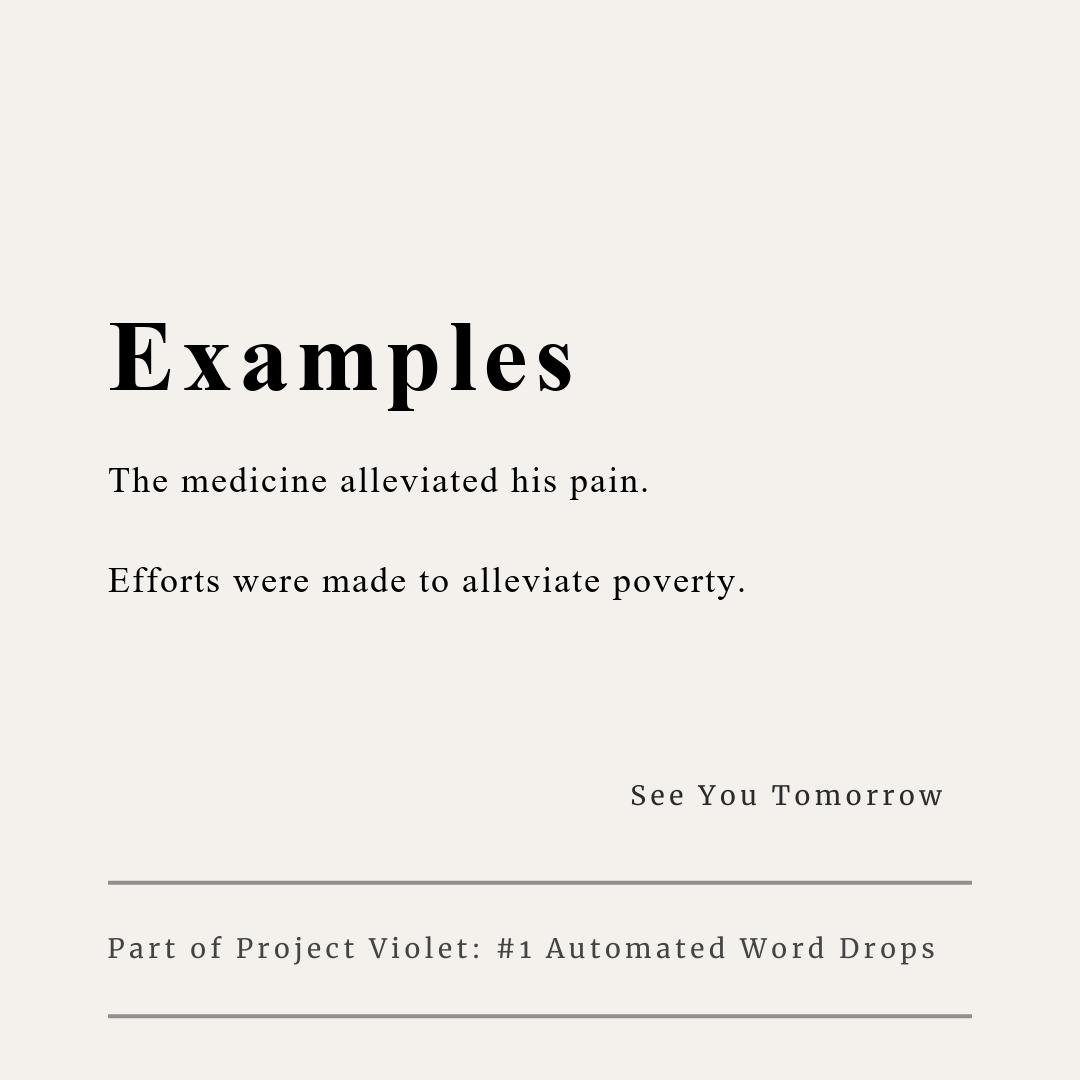 Examples
The medicine alleviated his pain.
Efforts were made to alleviate poverty.
See You Tomorrow
Part of Project Violet: #1 Automated Word Drops